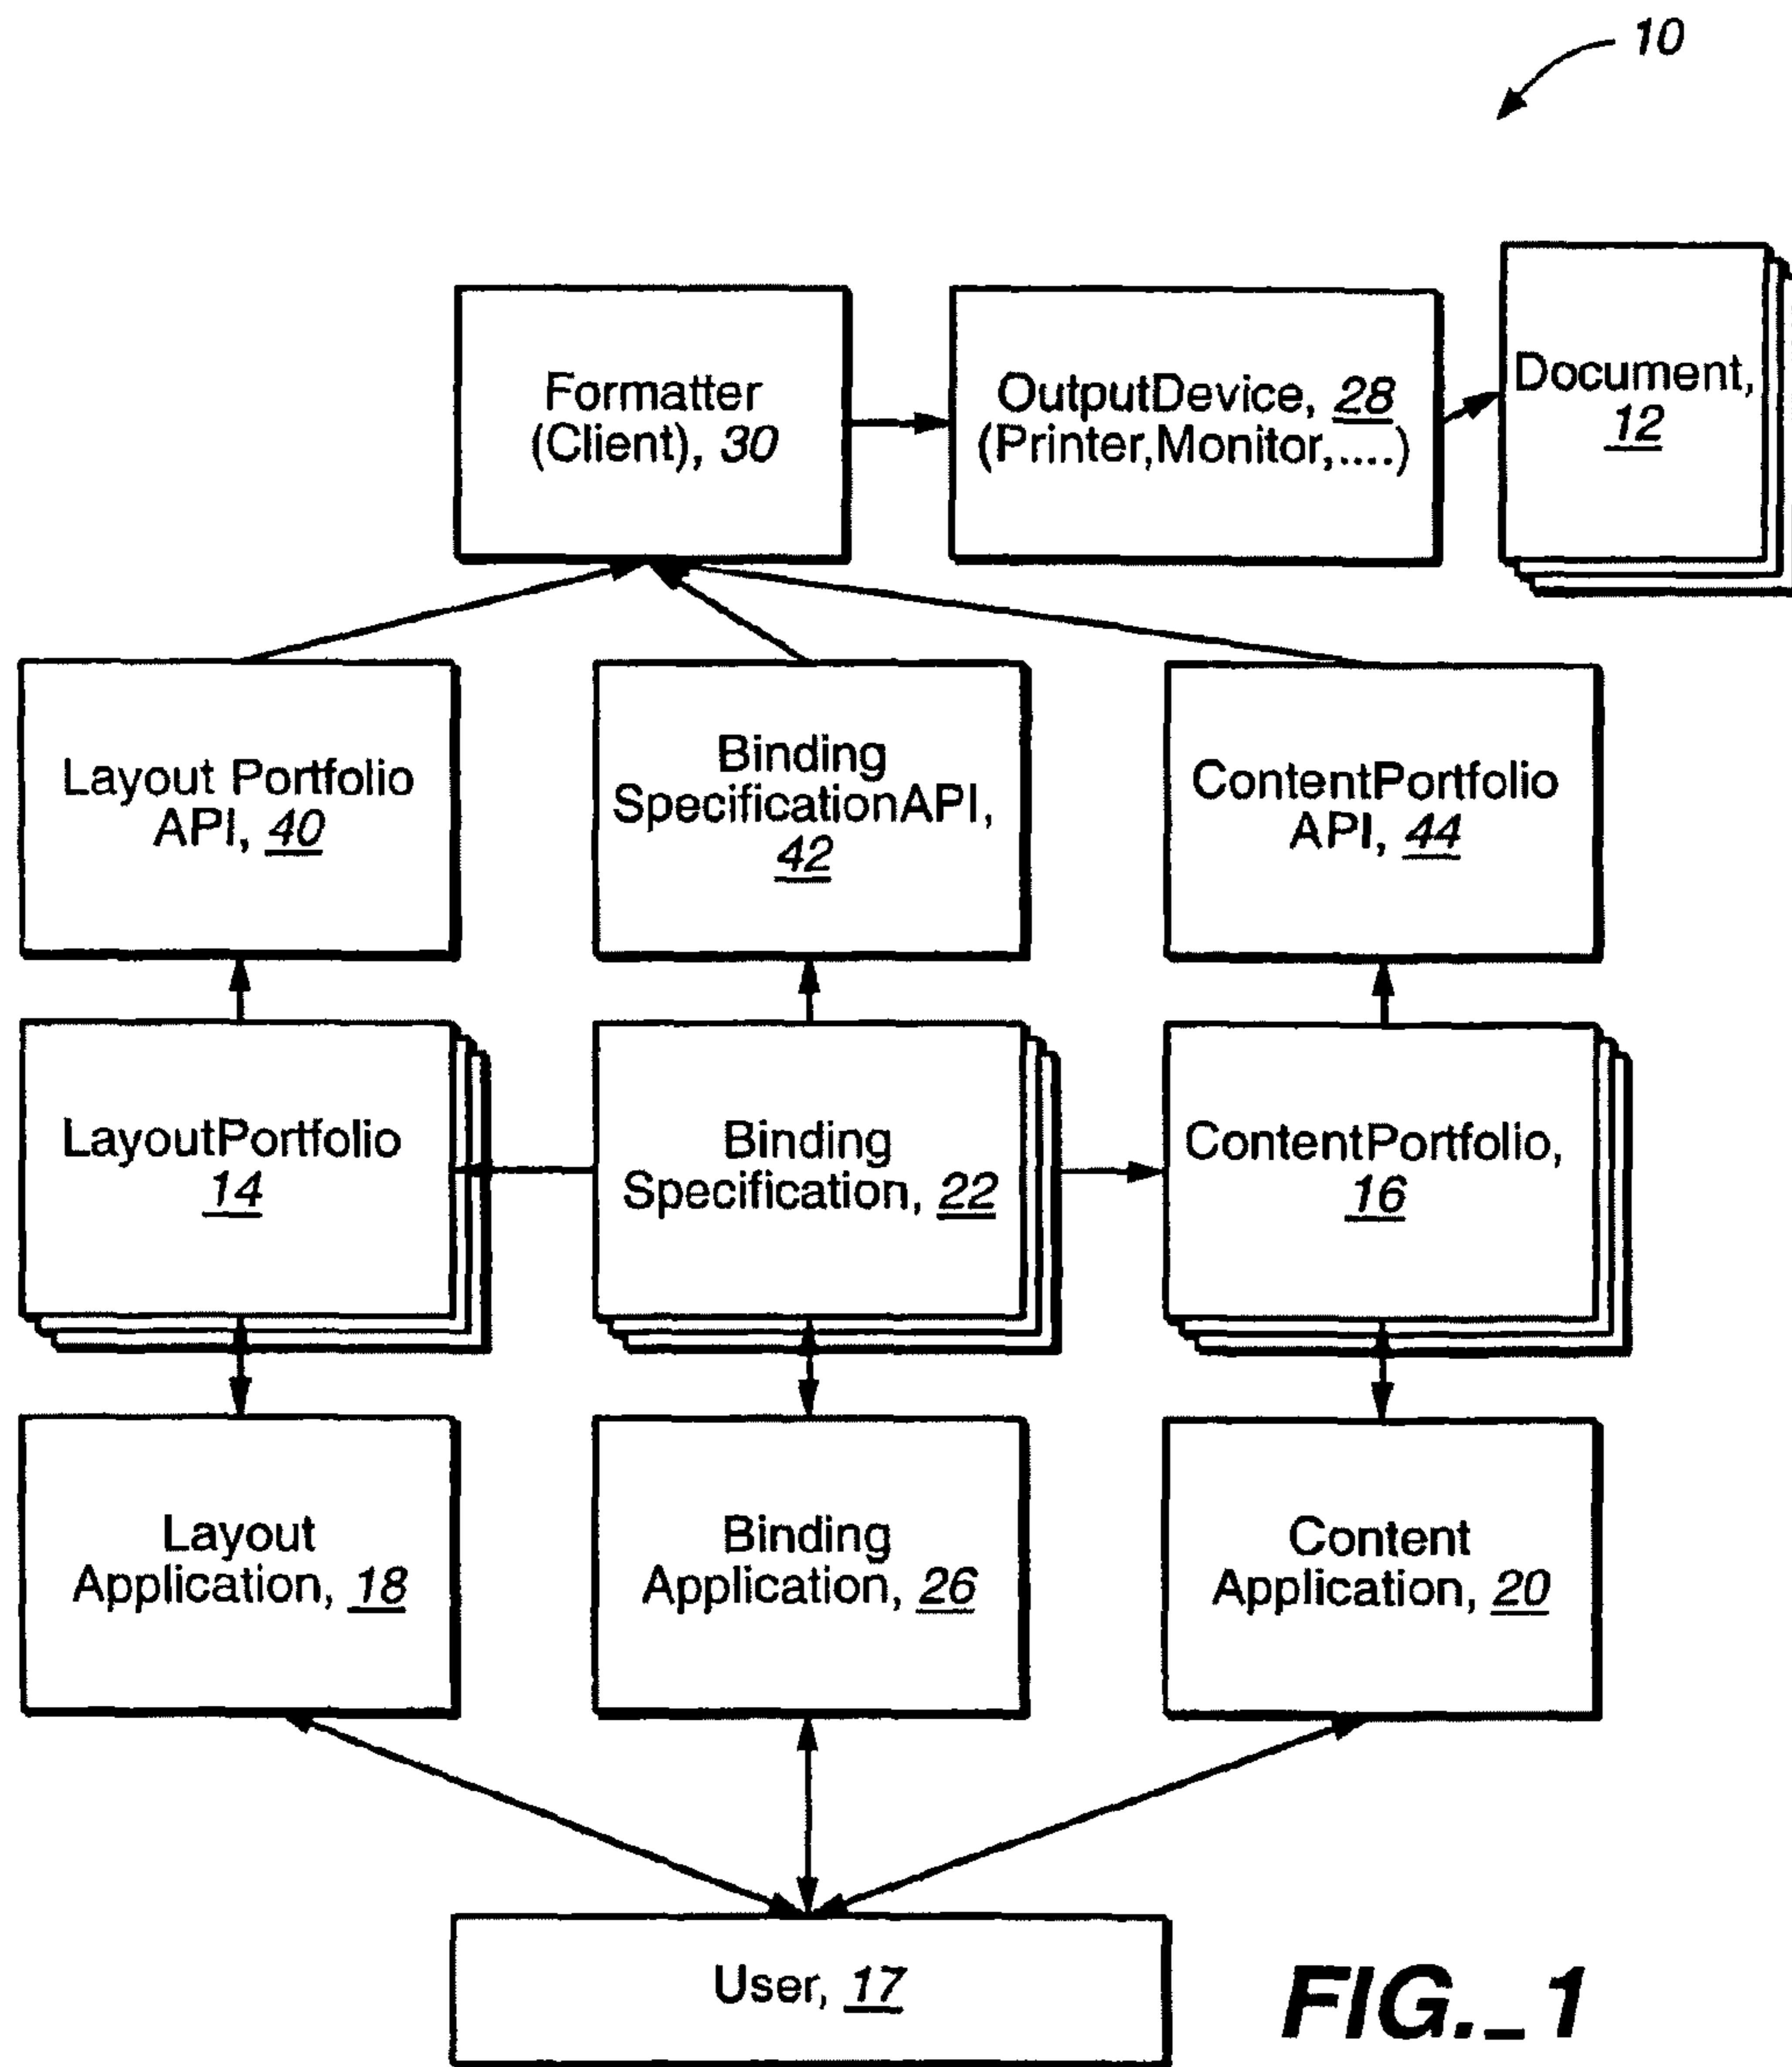 10
Formatter
(Client), 30
OutputDevice, 28
(Printer,Monitor,....)
Document,
12
Layout Portfolio
API, 40
Binding
SpecificationAPI,
42
ContentPortfolio
API, 44
LayoutPortfolio
14
Binding
Specification, 22
ContentPortfolio,
16
Layout
Application, 18
Binding
Application, 26
Content
Application, 20
User, 17
FIG._1